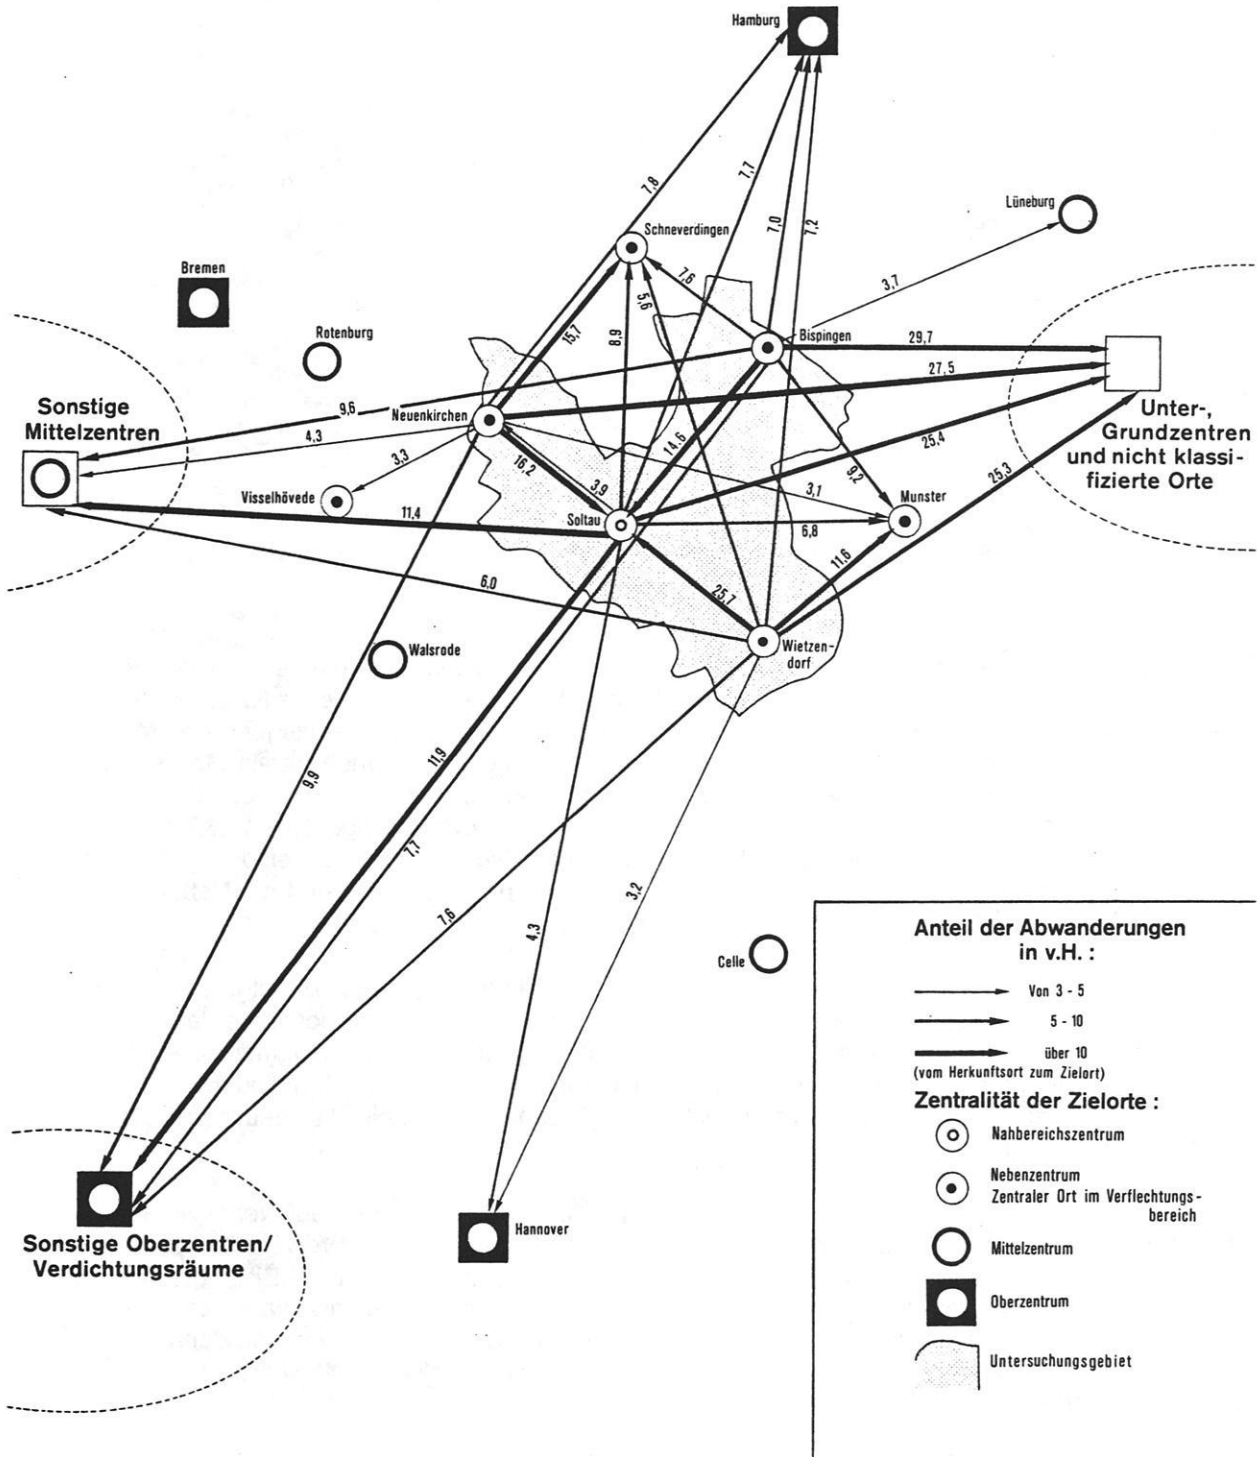 Hamburg
7,8
7,7
7,0
7,2
Lüneburg
Schneverdingen
3,7
Bremen
7,6
5,6
Rotenburg
15,7
8,9
Bispingen
29,7
27,5
Sonstige
Mittelzentren
9,6
Neuenkirchen
4,3
3,3
16,2
3,9
14,6
25,4
Unter-,
Grundzentren
und nicht klassi-
fizierte Orte
9,2
25,3
3,1
Visselhövede
11,4
Soltau
Munster
6,8
11,6
6,0
25,7
Walsrode
Wietzen-
dorf
9,9
11,9
7,7
7,6
4,3
3,2
Celle
Sonstige Oberzentren/
Verdichtungsräume
Hannover
Anteil der Abwanderungen
in v.H. :
Von 3 - 5
5 - 10
über 10
(vom Herkunftsort zum Zielort)
Zentralität der Zielorte :
Nahbereichszentrum
Nebenzentrum
Zentraler Ort im Verflechtungs-
bereich
Mittelzentrum
Oberzentrum
Untersuchungsgebiet